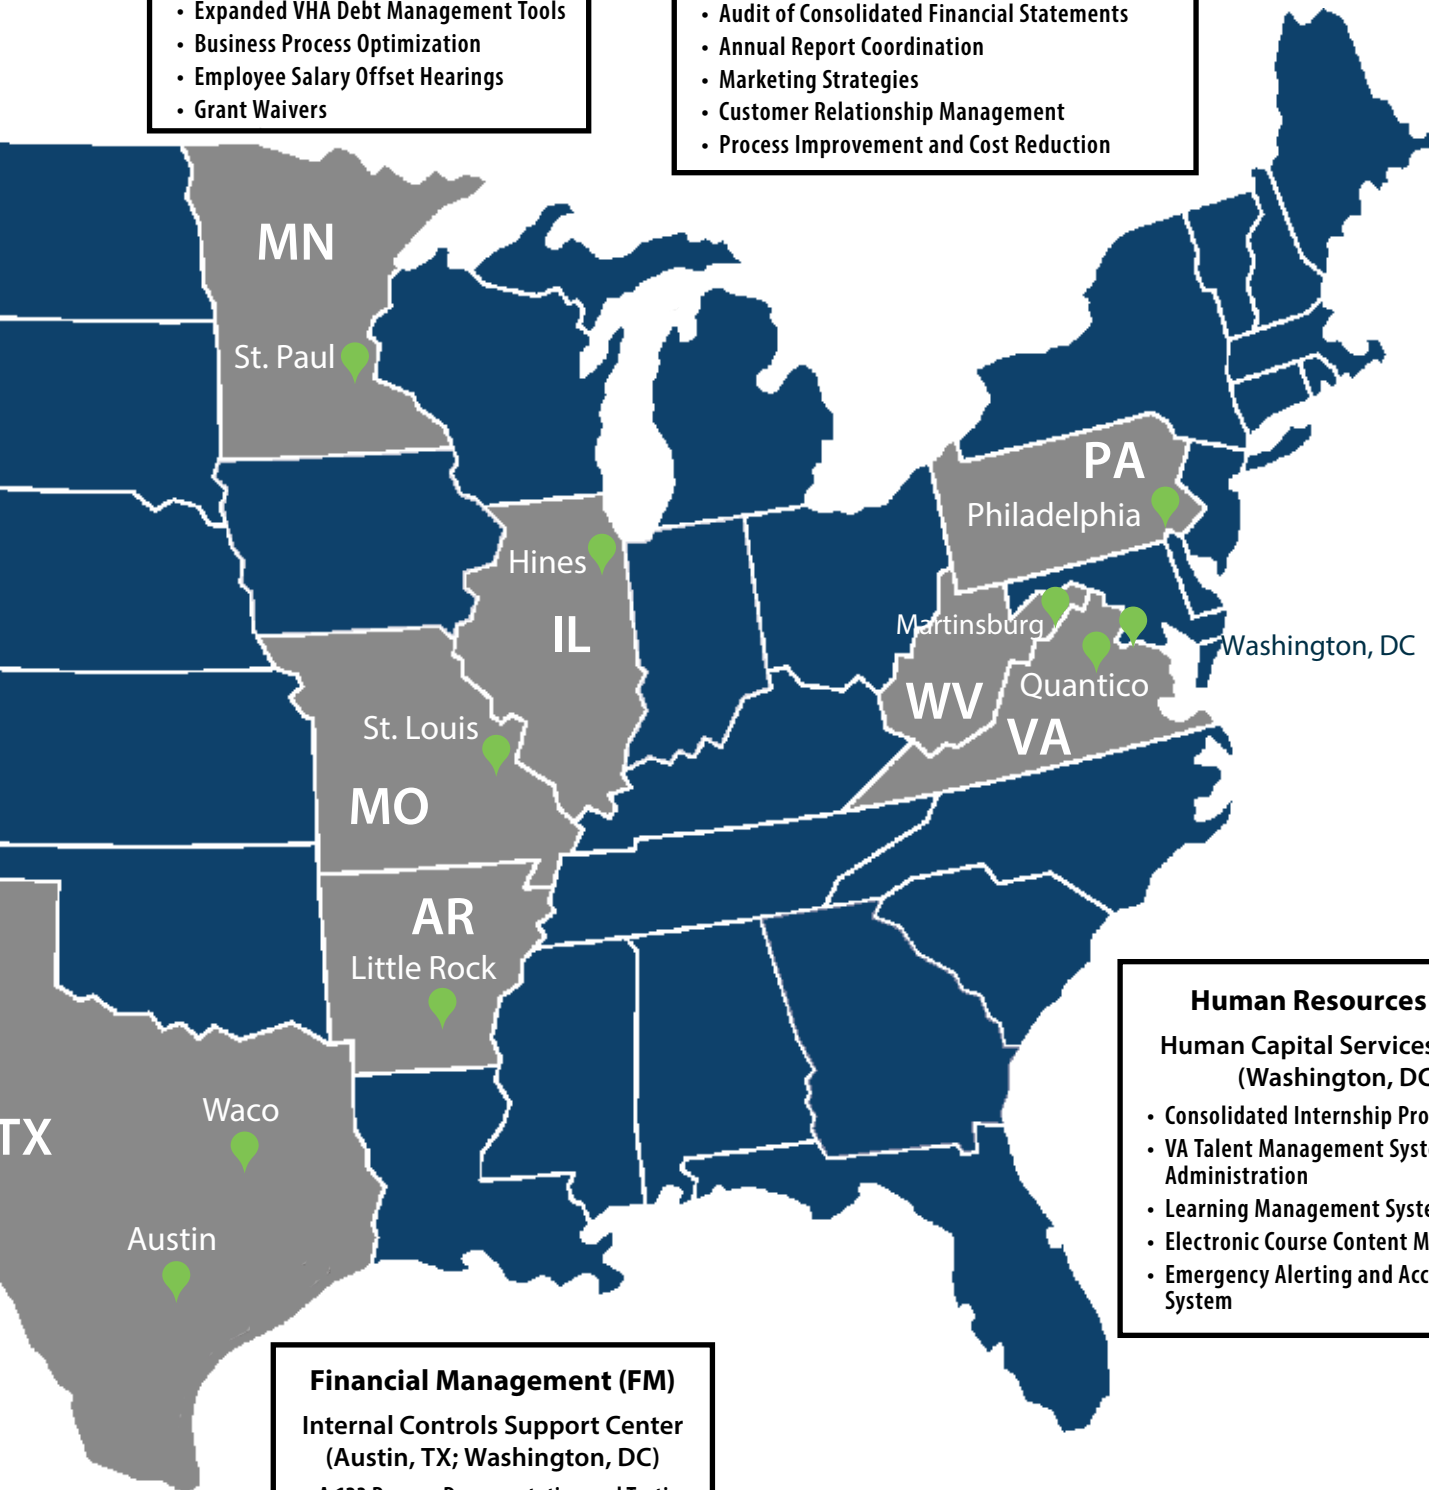 • Expanded VHA Debt Management Tools
• Business Process Optimization
• Employee Salary Offset Hearings
• Grant Waivers
• Audit of Consolidated Financial Statements
• Annual Report Coordination
• Marketing Strategies
• Customer Relationship Management
• Process Improvement and Cost Reduction
MN
St. Paul
PA
Philadelphia
Hines
IL
Martinsburg
Washington, DC
Quantico
WV
VA
St. Louis
MO
AR
Little Rock
Waco
TX
Austin
Human Resources
Human Capital Services
(Washington, DC
• Consolidated Internship Pro
• VA Talent Management Syst
Administration
• Learning Management Syste
• Electronic Course Content M
• Emergency Alerting and Acc
System
Financial Management (FM)
Internal Controls Support Center
(Austin, TX; Washington, DC)